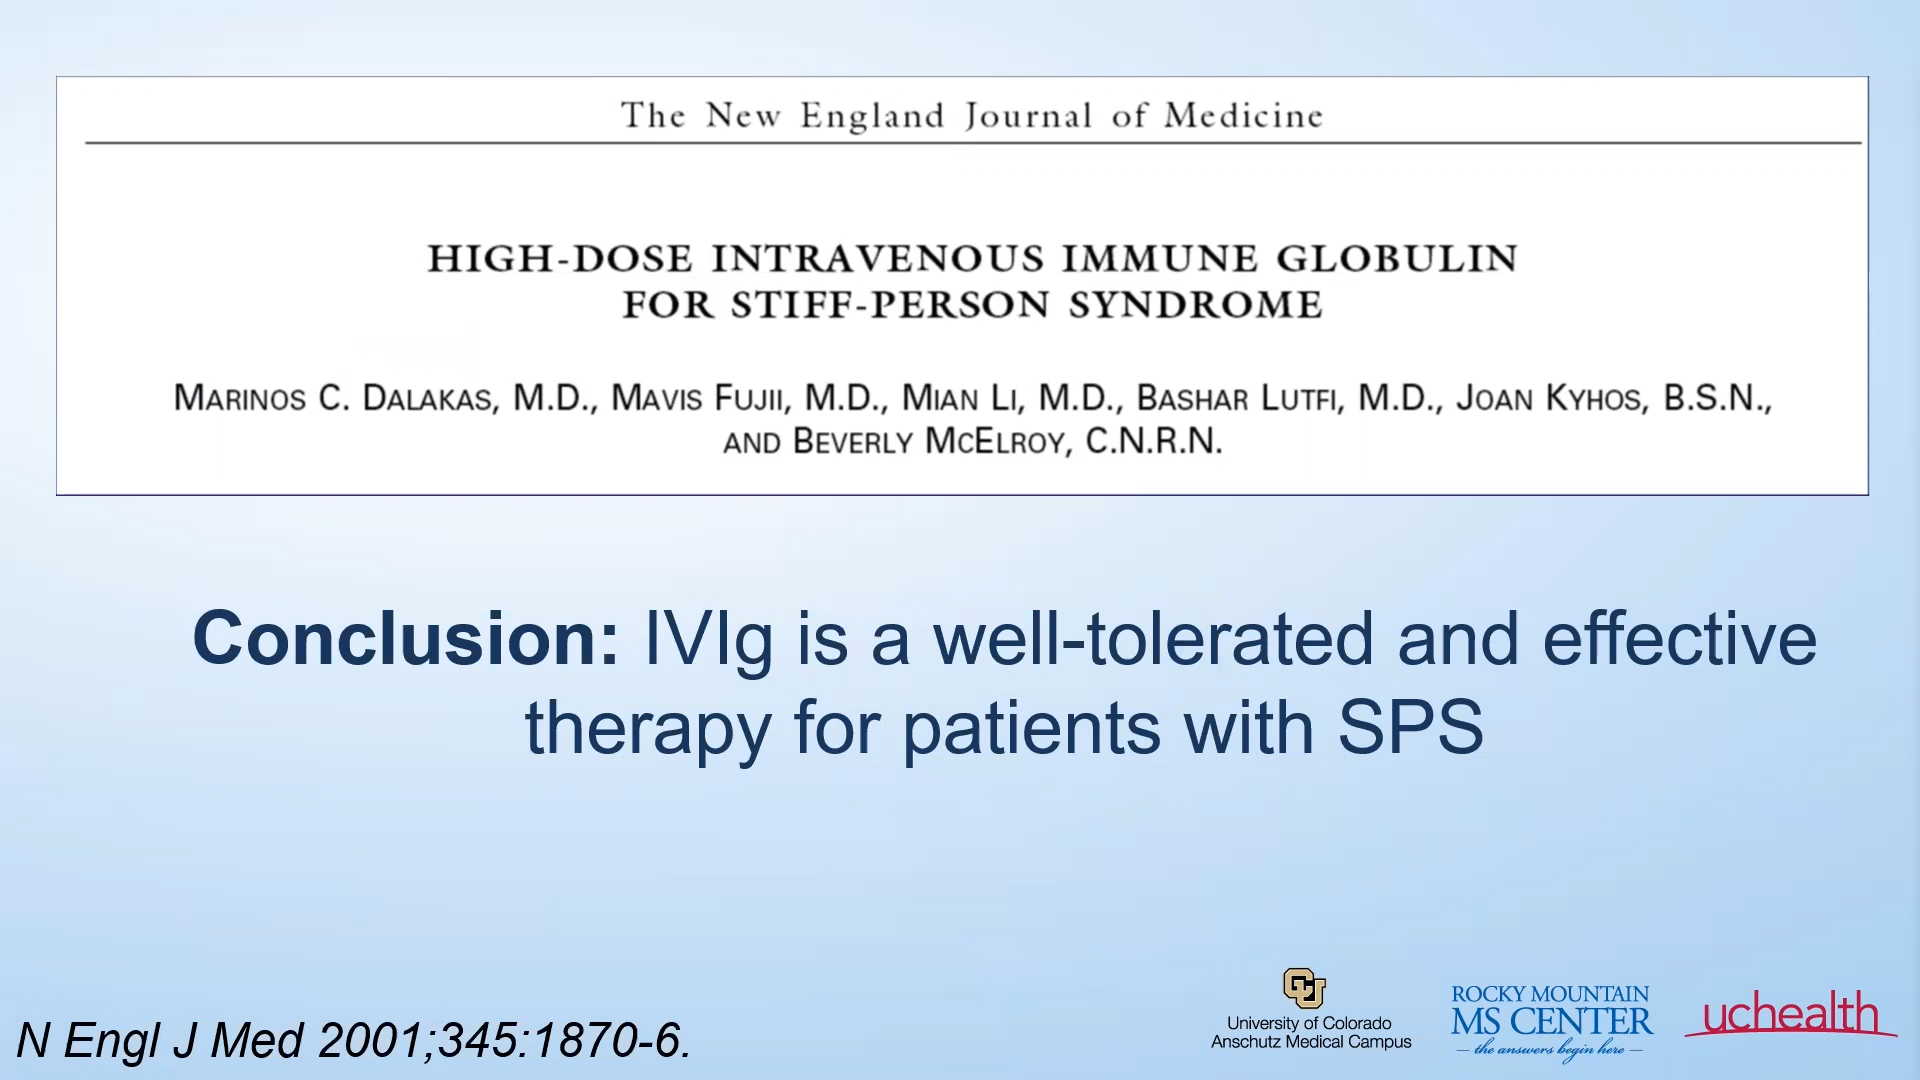 The New England Journal of Medicine
HIGH-DOSE INTRAVENOUS IMMUNE GLOBULIN
FOR STIFF-PERSON SYNDROME
MARINOS C. DALAKAS, M.D., MAVIS FUJII, M.D., MIAN LI, M.D., BASHAR LUTFI, M.D., JOAN KYHOS, B.S.N.,
AND BEVERLY MCELROY, C.N.R.N.
Conclusion: IVIg is a well-tolerated and effective
therapy for patients with SPS
N Engl J Med 2001;345:1870-6.
CU
University of Colorado
Anschutz Medical Campus
ROCKY MOUNTAIN
MS CENTER
— the answers begin here —
uchealth